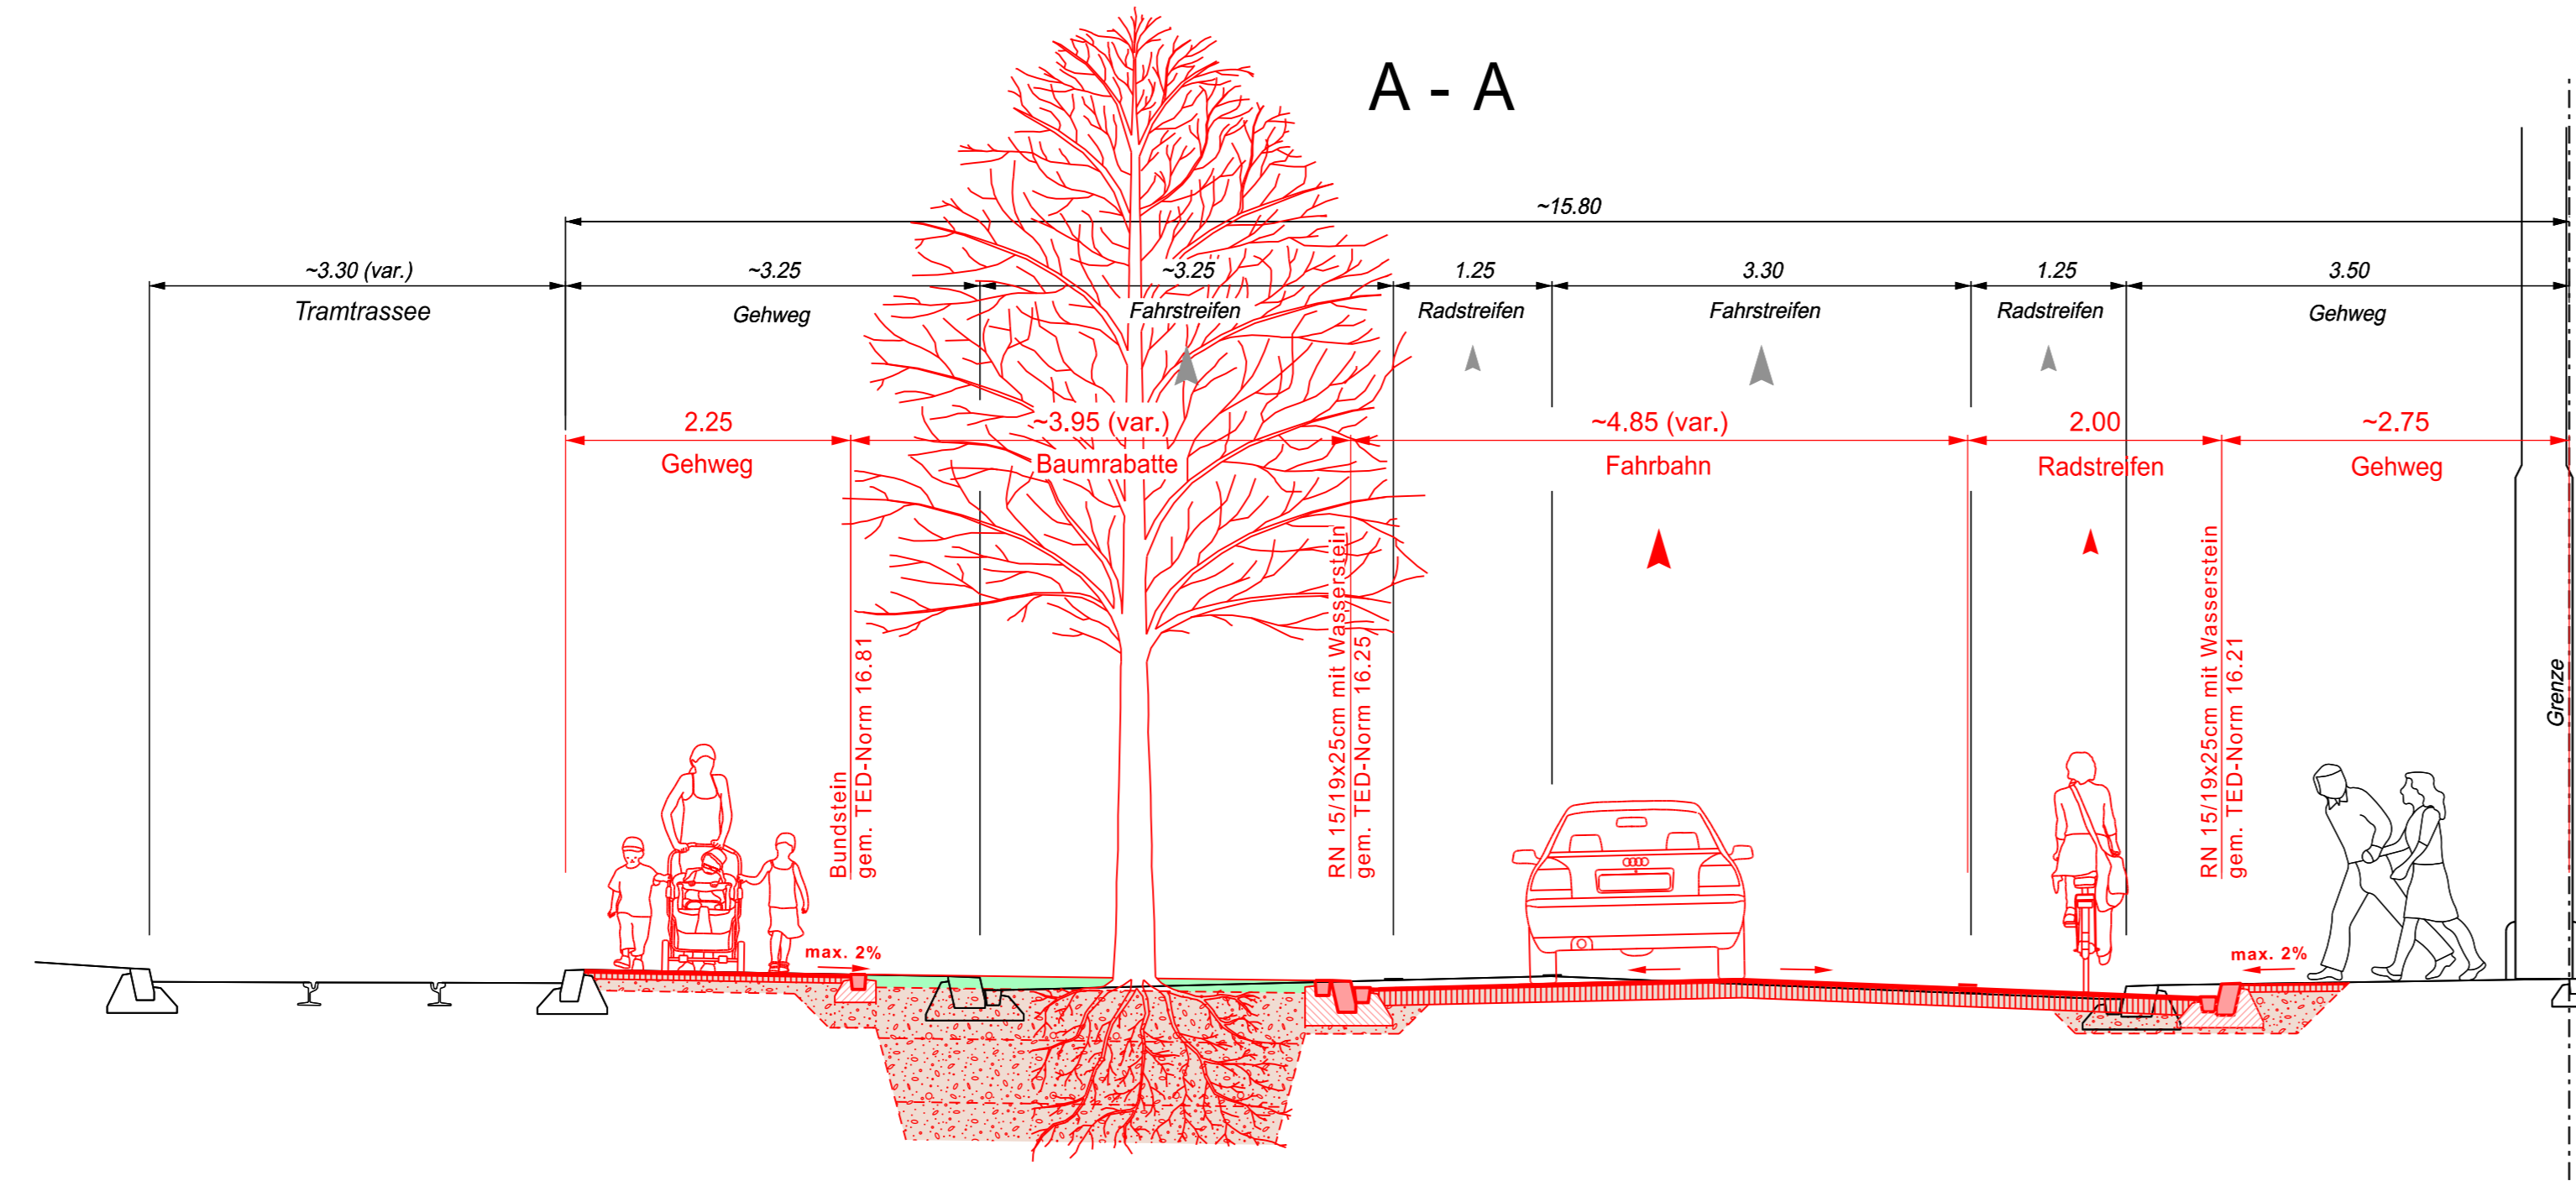 A - A
~15.80
~3.30 (var.)
~3.25
~3.25
1.25
3.30
1.25
3.50
Tramtrassee
Gehweg
Fahrstreifen
Radstreifen
Fahrstreifen
Radstreifen
Gehweg
2.25
~3.95 (var.)
~4.85 (var.)
2.00
~2.75
Gehweg
Baumrabatte
Fahrbahn
Radstreifen
Gehweg
Bundstein
gem. TED-Norm 16.81
RN 15/19x25cm mit Wasserstein
gem. TED-Norm 16.25
RN 15/19x25cm mit Wasserstein
gem. TED-Norm 16.21
Grenze
max. 2%
max. 2%